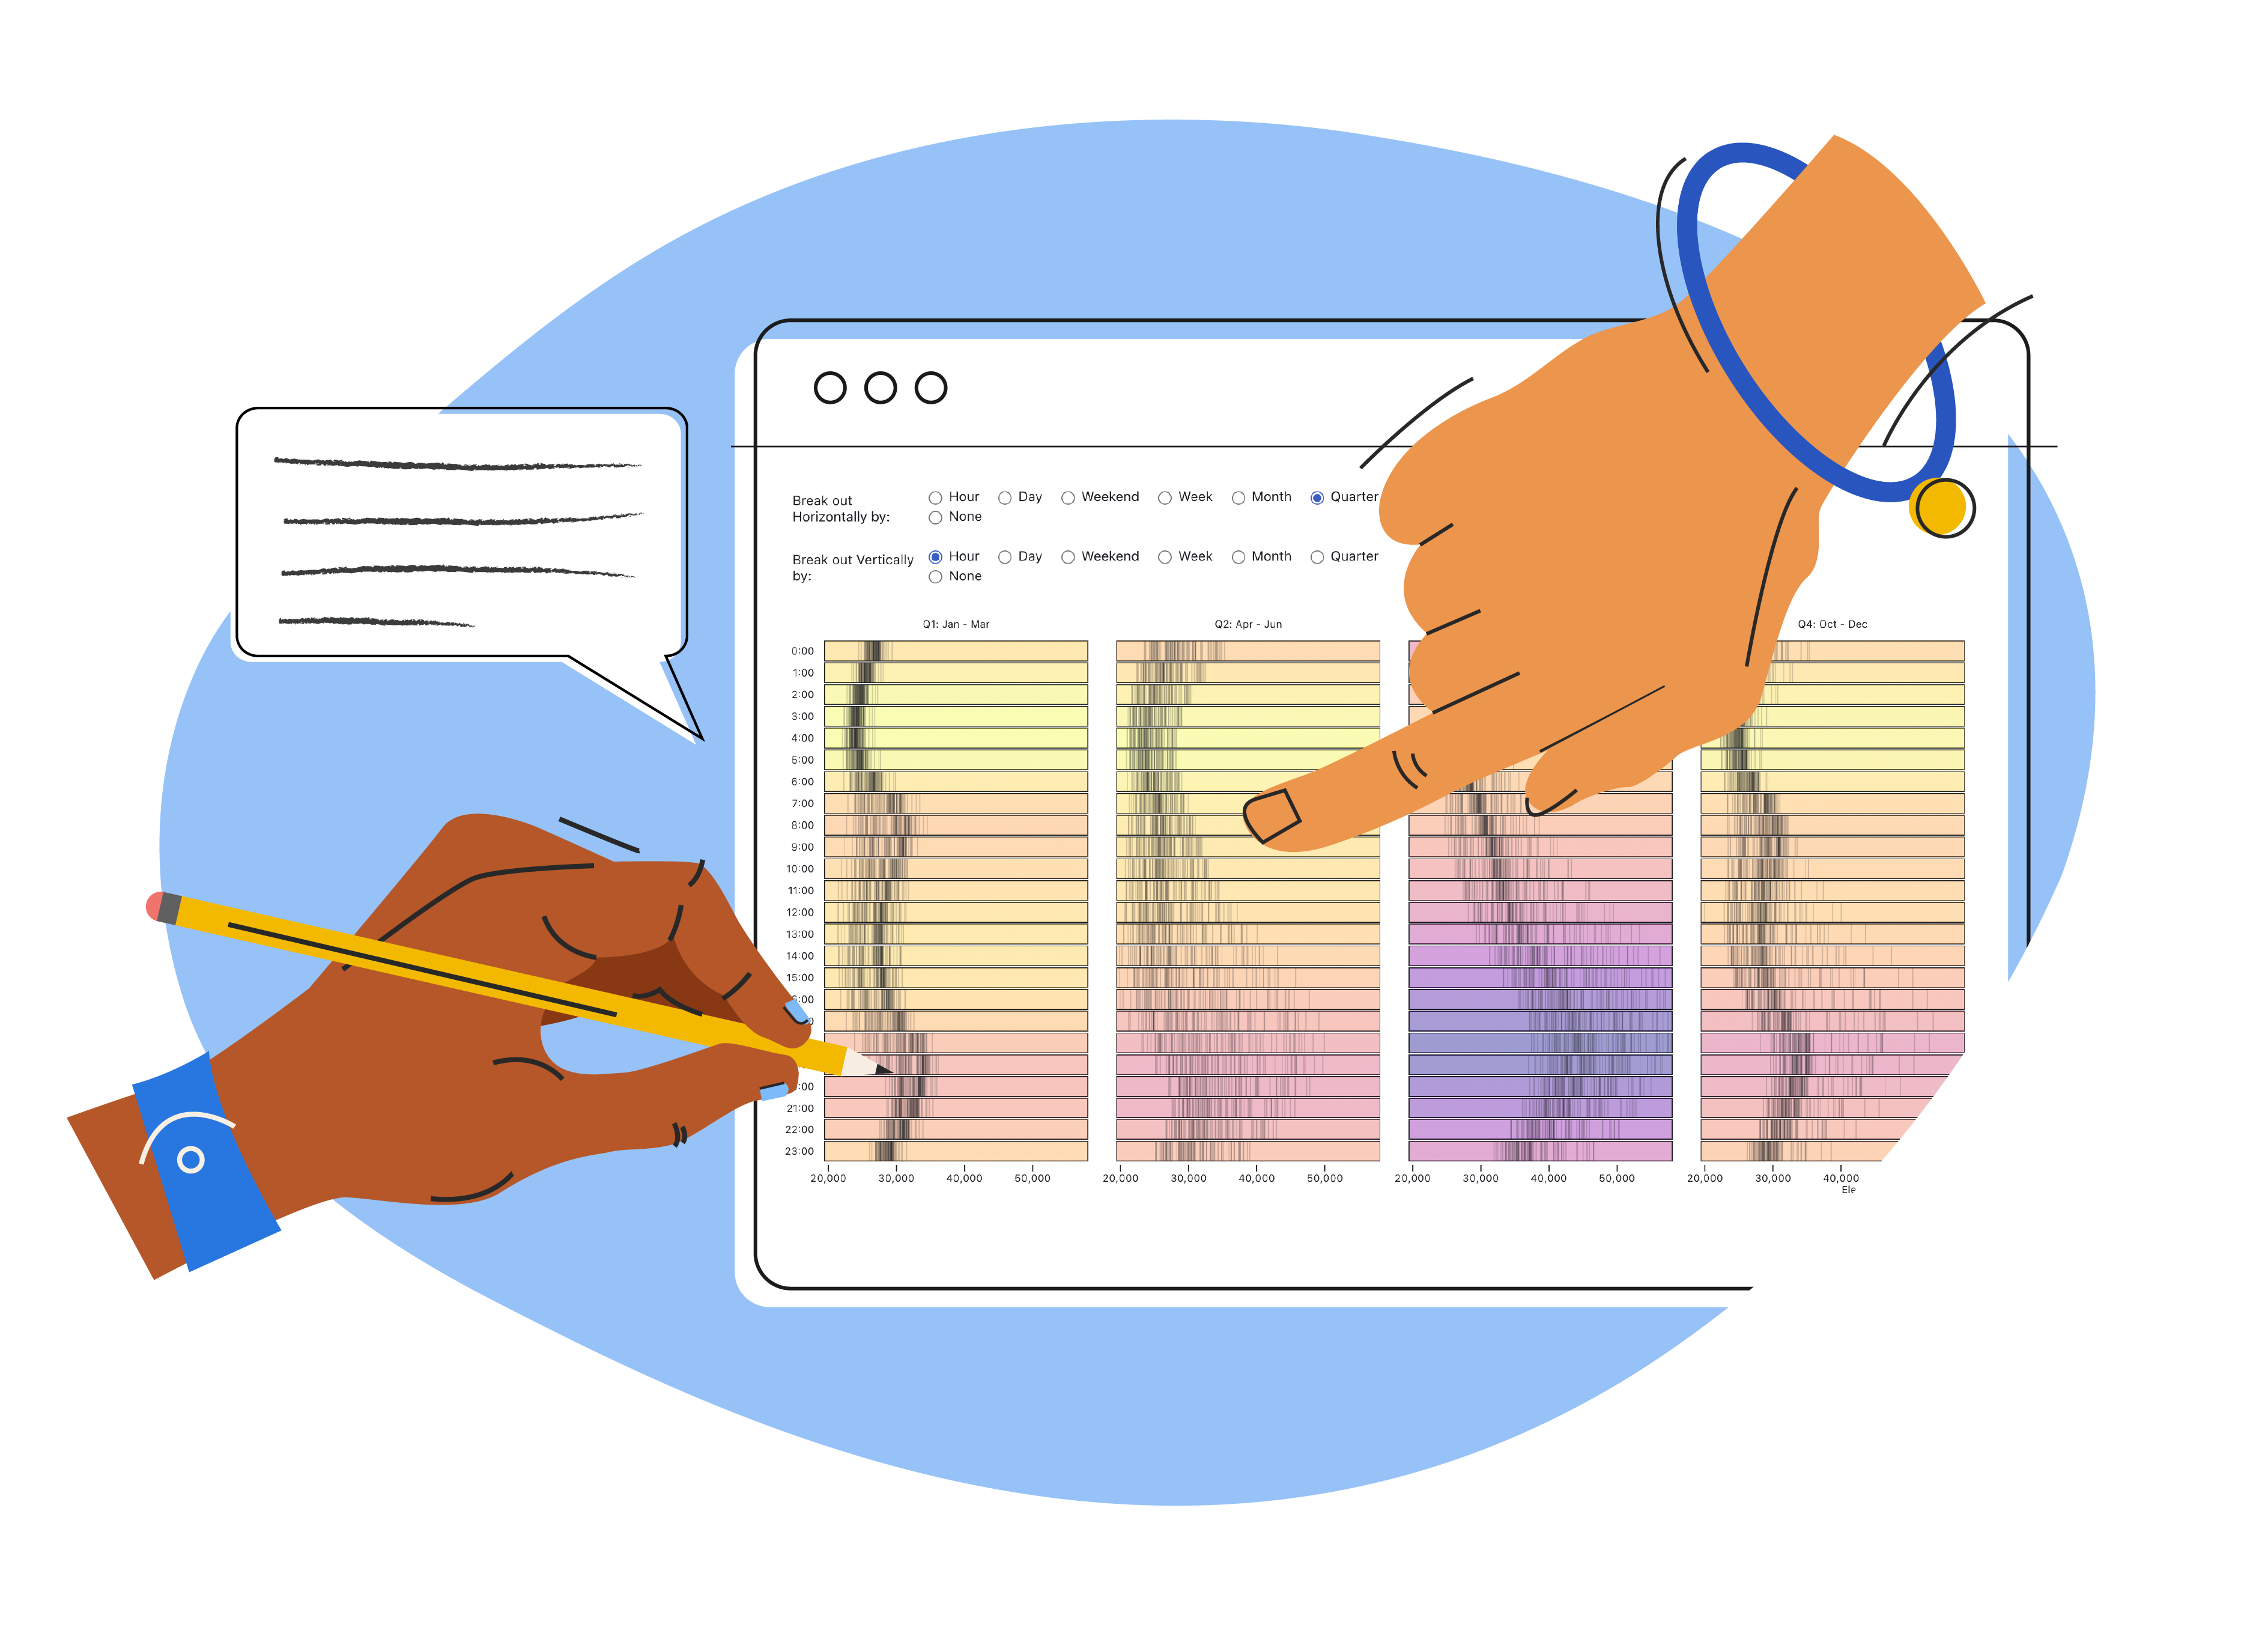 Break out
Horizontally by:
Hour Day Weekend Week Month Quarter
None
Break out Vertically
by:
Hour Day Weekend Week Month Quarter
None
Q1: Jan - Mar Q2: Apr - Jun Q4: Oct - Dec
0:00
1:00
2:00
3:00
4:00
5:00
6:00
7:00
8:00
9:00
10:00
11:00
12:00
13:00
14:00
15:00
21:00
22:00
23:00
20,000 30,000 40,000 50,000 20,000 30,000 40,000 50,000 20,000 30,000 40,000 50,000 20,000 30,000 40,000
Ele